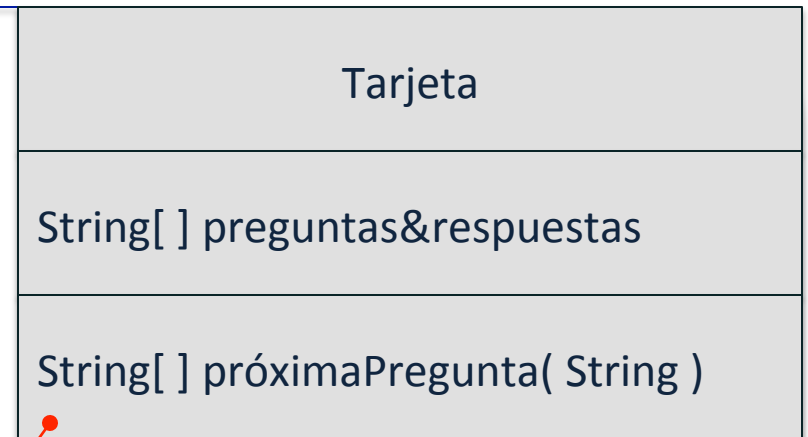 Tarjeta
String[ ] preguntas&respuestas
String[ ] próximaPregunta( String )